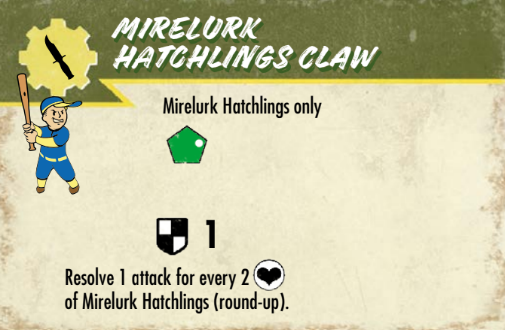 MIRELURK
HATCHLINGS CLAW
Mirelurk Hatchlings only
1
Resolve 1 attack for every 2
of Mirelurk Hatchlings (round-up).